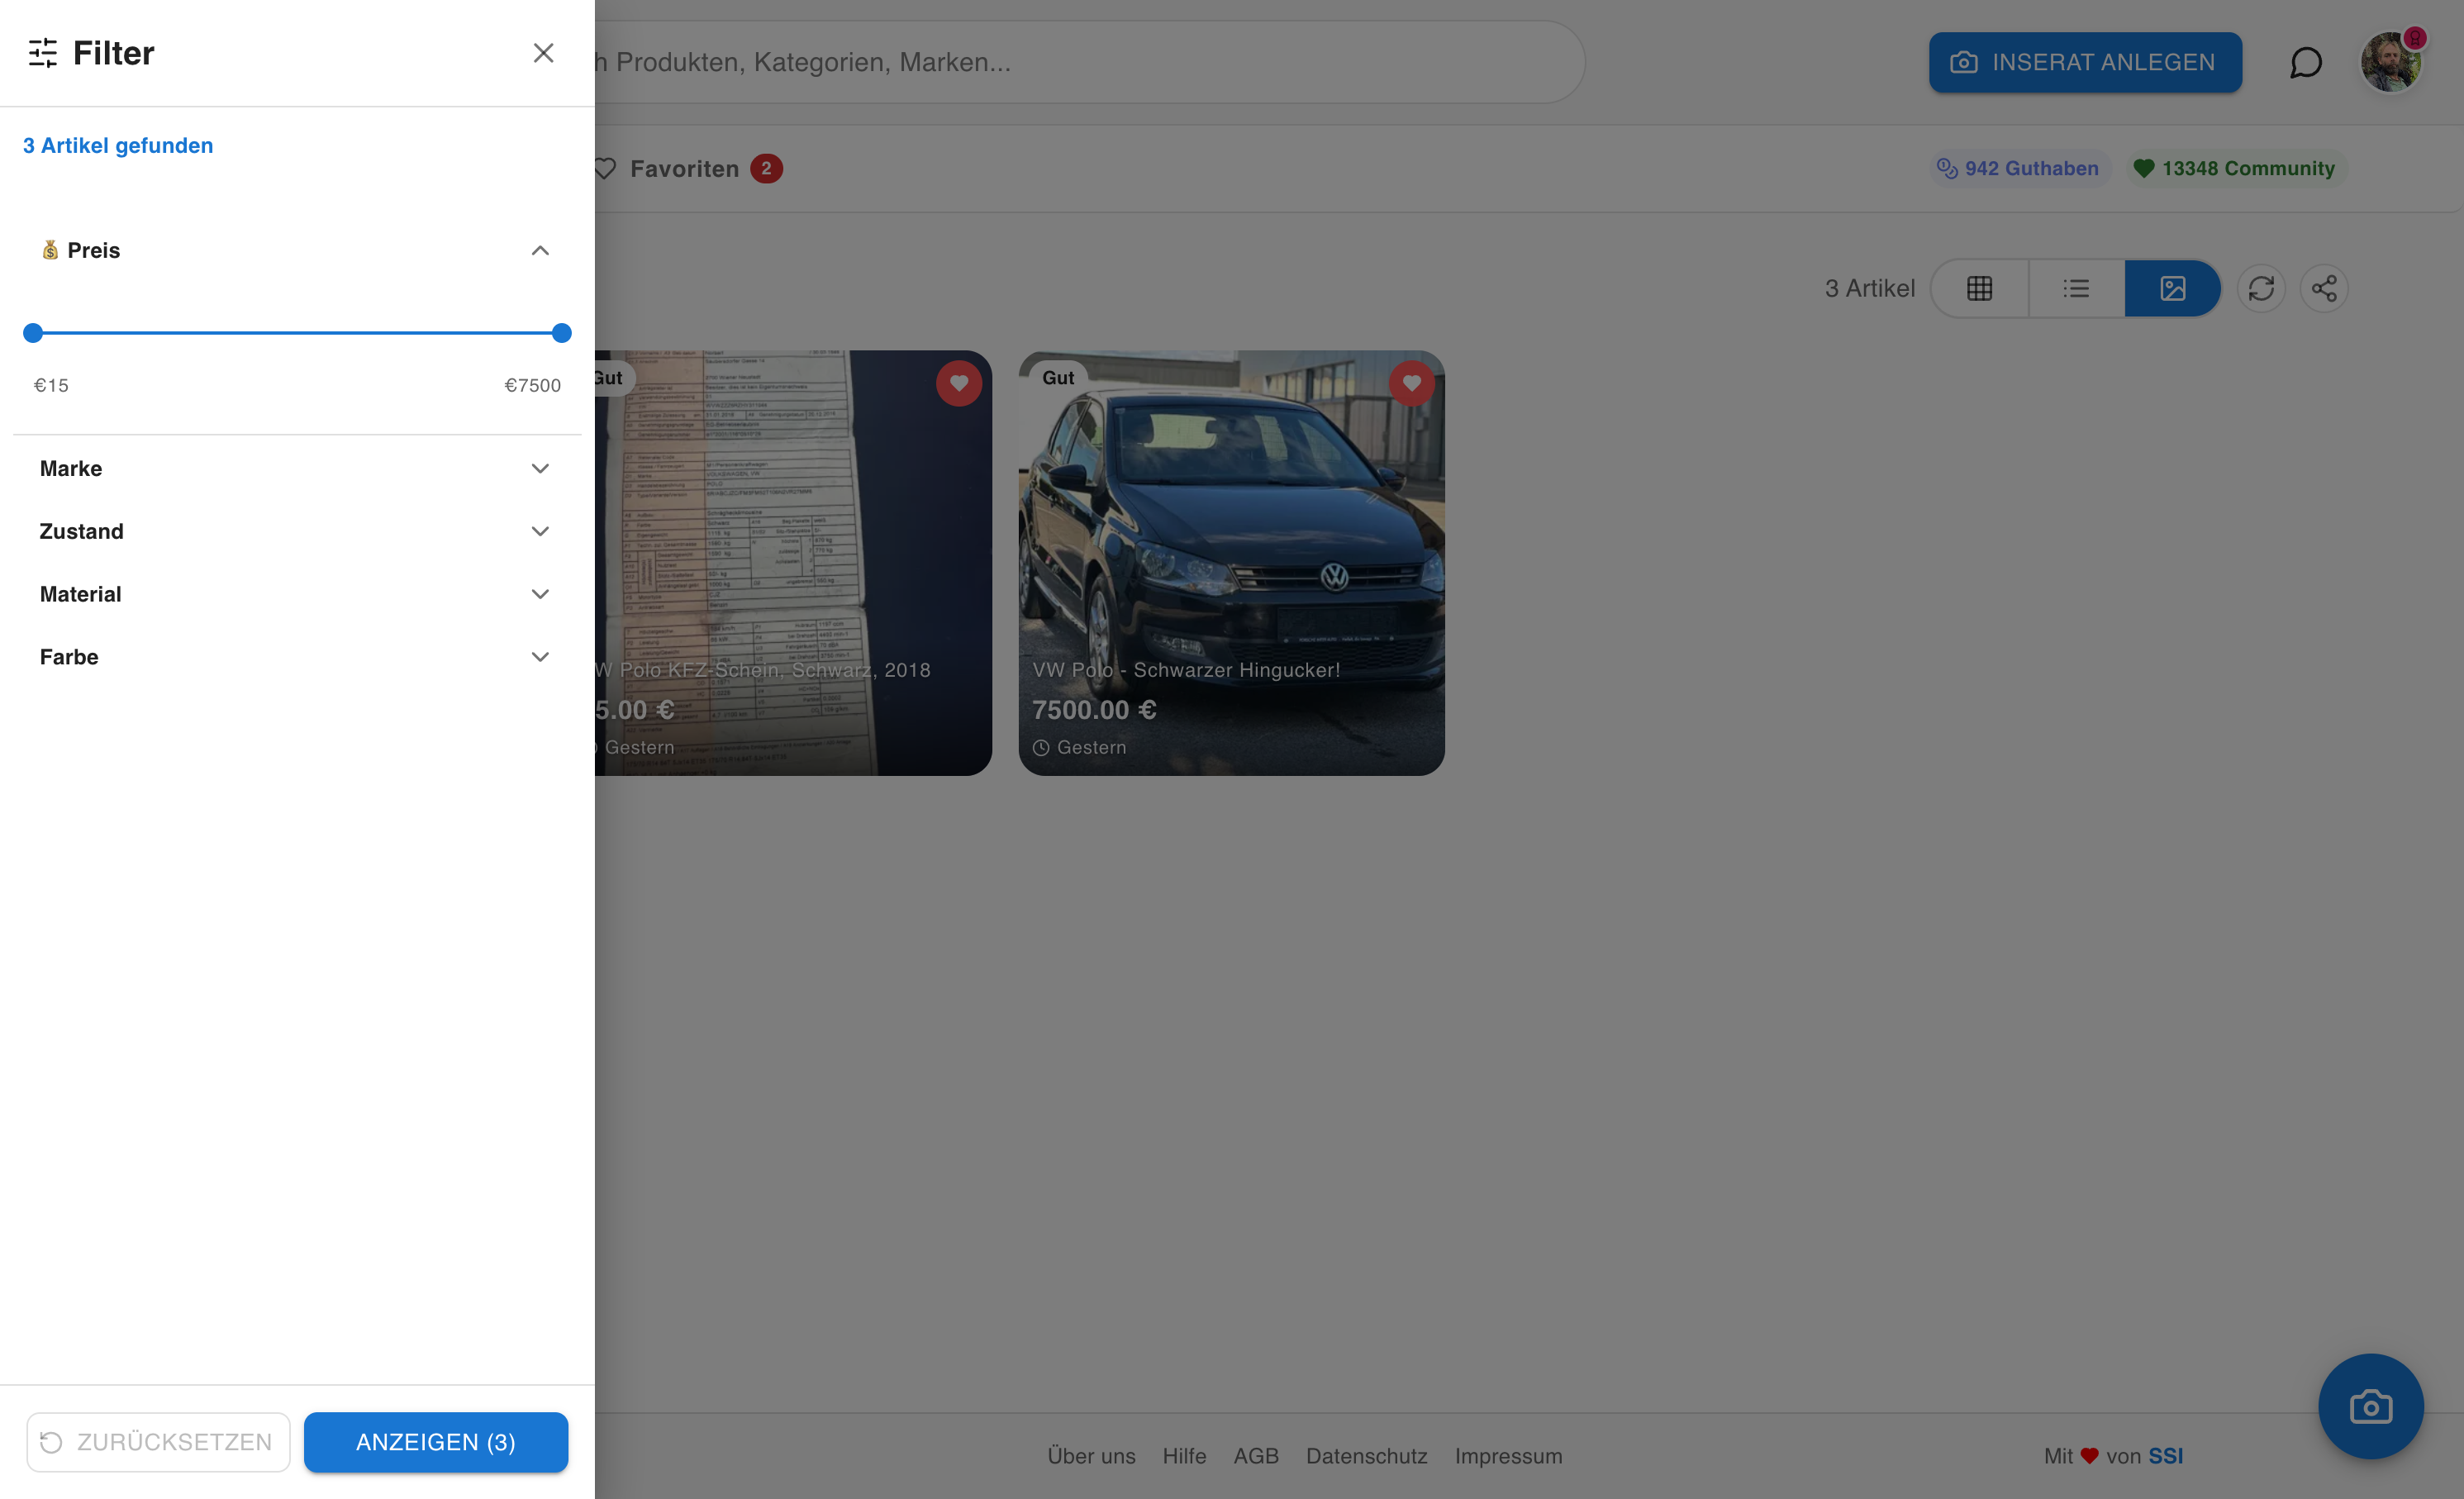 Filter
h Produkten, Kategorien, Marken...
INSERAT ANLEGEN
3 Artikel gefunden
Favoriten 2
942 Guthaben
13348 Community
Preis
3 Artikel
€15 €7500
Gut
Gut
Marke
Zustand
Material
Farbe
W Polo KFZ-Schein, Schwarz, 2018
5.00 €
Gestern
VW Polo - Schwarzer Hingucker!
7500.00 €
Gestern
ZURÜCKSETZEN
ANZEIGEN (3)
Über uns Hilfe AGB Datenschutz Impressum
Mit von SSI